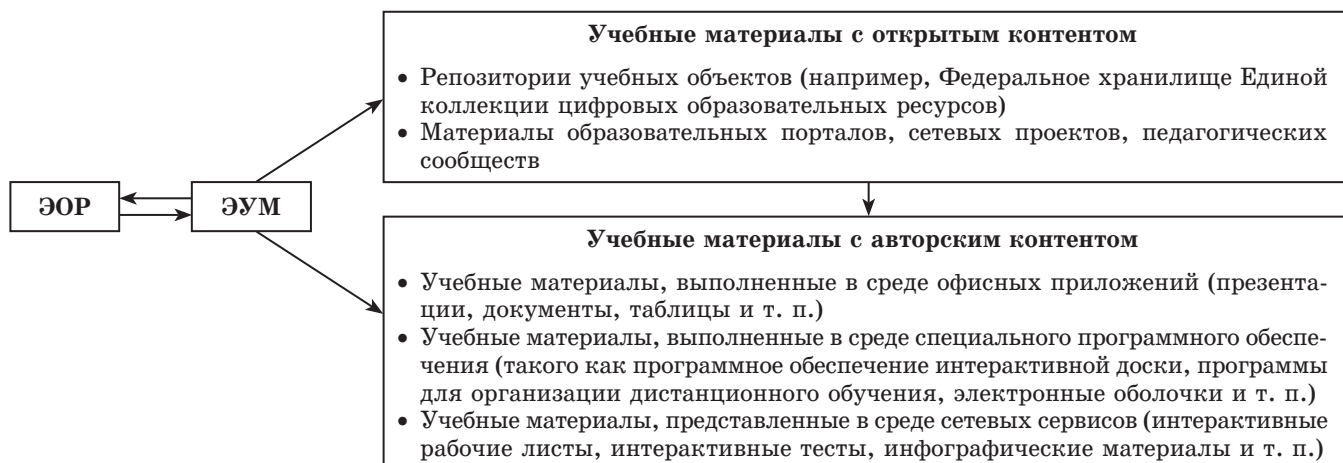 Учебные материалы с открытым контентом
• Репозитории учебных объектов (например, Федеральное хранилище Единой
коллекции цифровых образовательных ресурсов)
• Материалы образовательных порталов, сетевых проектов, педагогических
сообществ
ЭОР
ЭУМ
Учебные материалы с авторским контентом
• Учебные материалы, выполненные в среде офисных приложений (презента-
ции, документы, таблицы и т. п.)
• Учебные материалы, выполненные в среде специального программного обеспе-
чения (такого как программное обеспечение интерактивной доски, программы
для организации дистанционного обучения, электронные оболочки и т. п.)
• Учебные материалы, представленные в среде сетевых сервисов (интерактивные
рабочие листы, интерактивные тесты, инфографические материалы и т. п.)